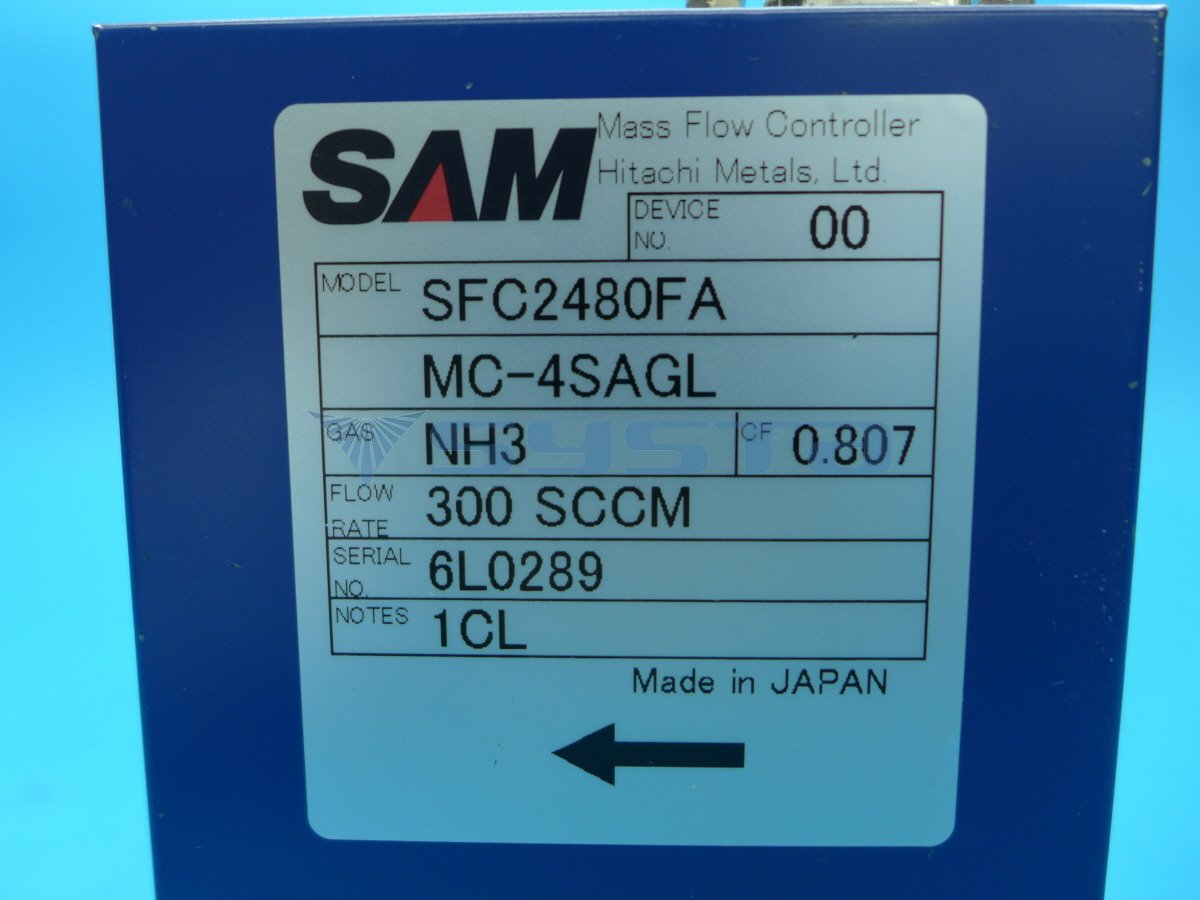 SAM
Mass Flow Controller
Hitachi Metals, Ltd.
DEVICE NO. 00
MODEL SFC2480FA
MC-4SAGL
GAS NH3 CF 0.807
FLOW RATE 300 SCCM
SERIAL NO. 6L0289
NOTES 1CL
Made in JAPAN